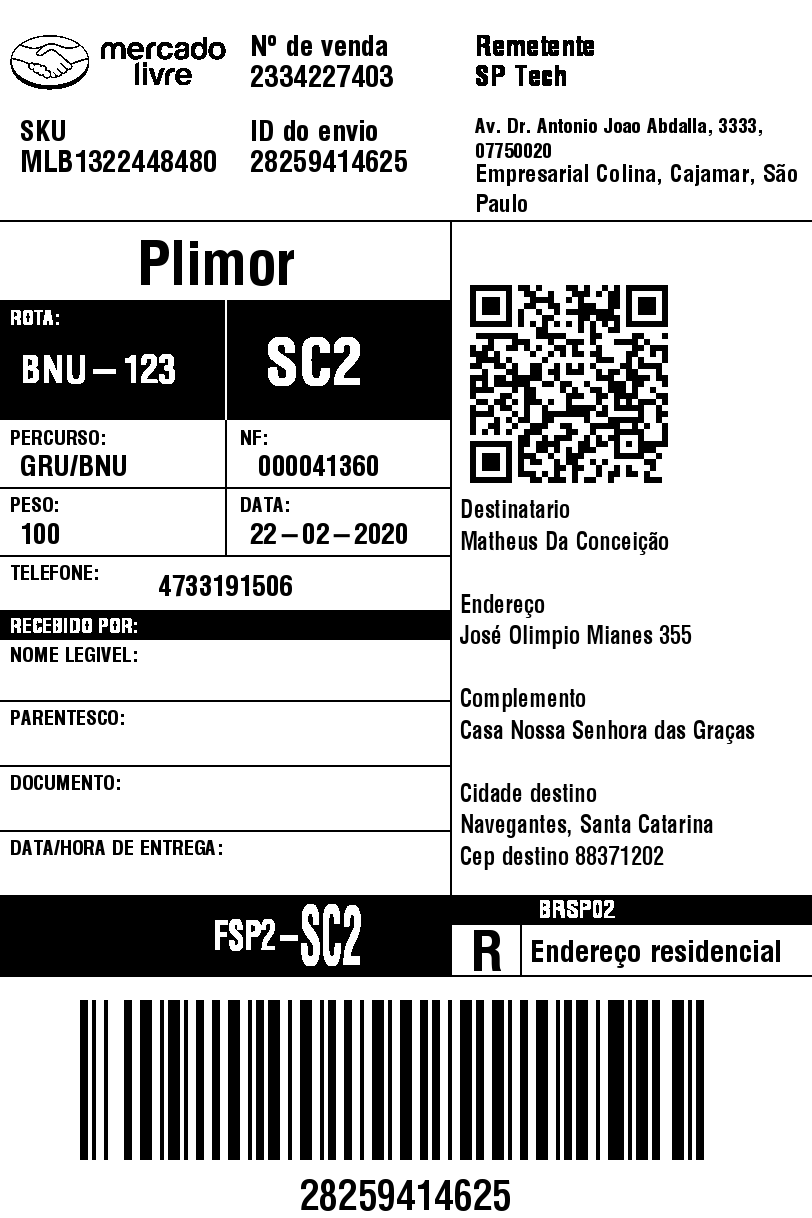 mercado
livre
Nº de venda
2334227403
Remetente
SP Tech
SKU
MLB1322448480
ID do envio
28259414625
Av. Dr. Antonio Joao Abdalla, 3333,
07750020
Empresarial Colina, Cajamar, São
Paulo
Plimor
ROTA:
BNU-123
SC2
PERCURSO:
GRU/BNU
NF:
000041360
PESO:
100
DATA:
22-02-2020
TELEFONE:
4733191506
RECEBIDO POR:
NOME LEGIVEL:
PARENTESCO:
DOCUMENTO:
DATA/HORA DE ENTREGA:
Destinatario
Matheus Da Conceição
Endereço
José Olimpio Mianes 355
Complemento
Casa Nossa Senhora das Graças
Cidade destino
Navegantes, Santa Catarina
Cep destino 88371202
FSP2-SC2
BRSP02
R
Endereço residencial
28259414625